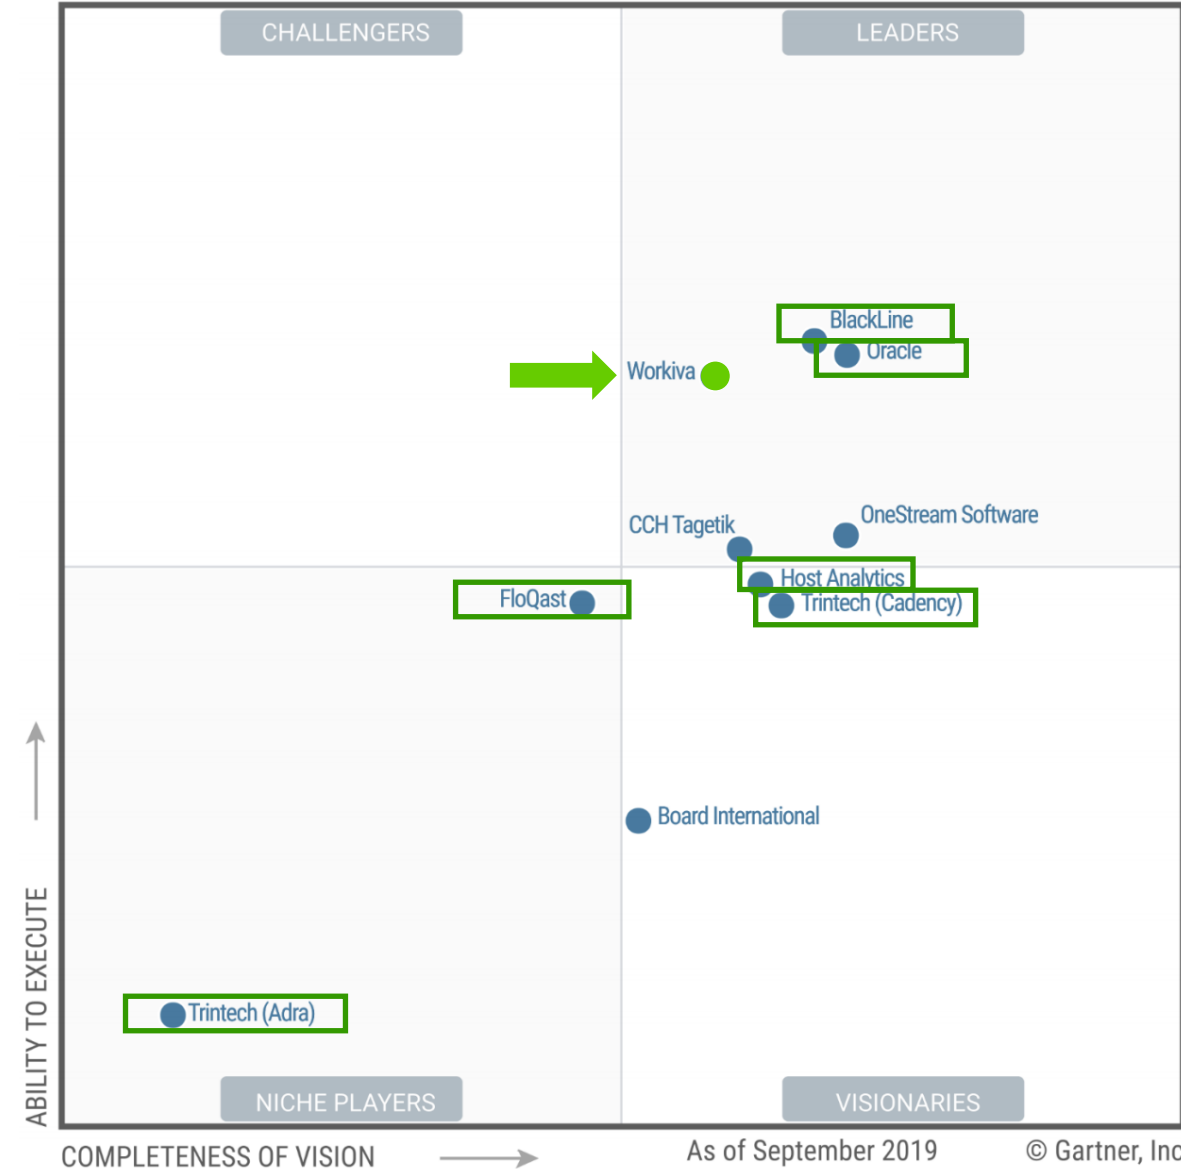 CHALLENGERS
LEADERS
BlackLine
Oracle
Workiva
OneStream Software
CCH Tagetik
Host Analytics
FloQast
Trintech (Cadency)
Board International
Trintech (Adra)
ABILITY TO EXECUTE
NICHE PLAYERS
VISIONARIES
COMPLETENESS OF VISION
As of September 2019
© Gartner, Inc